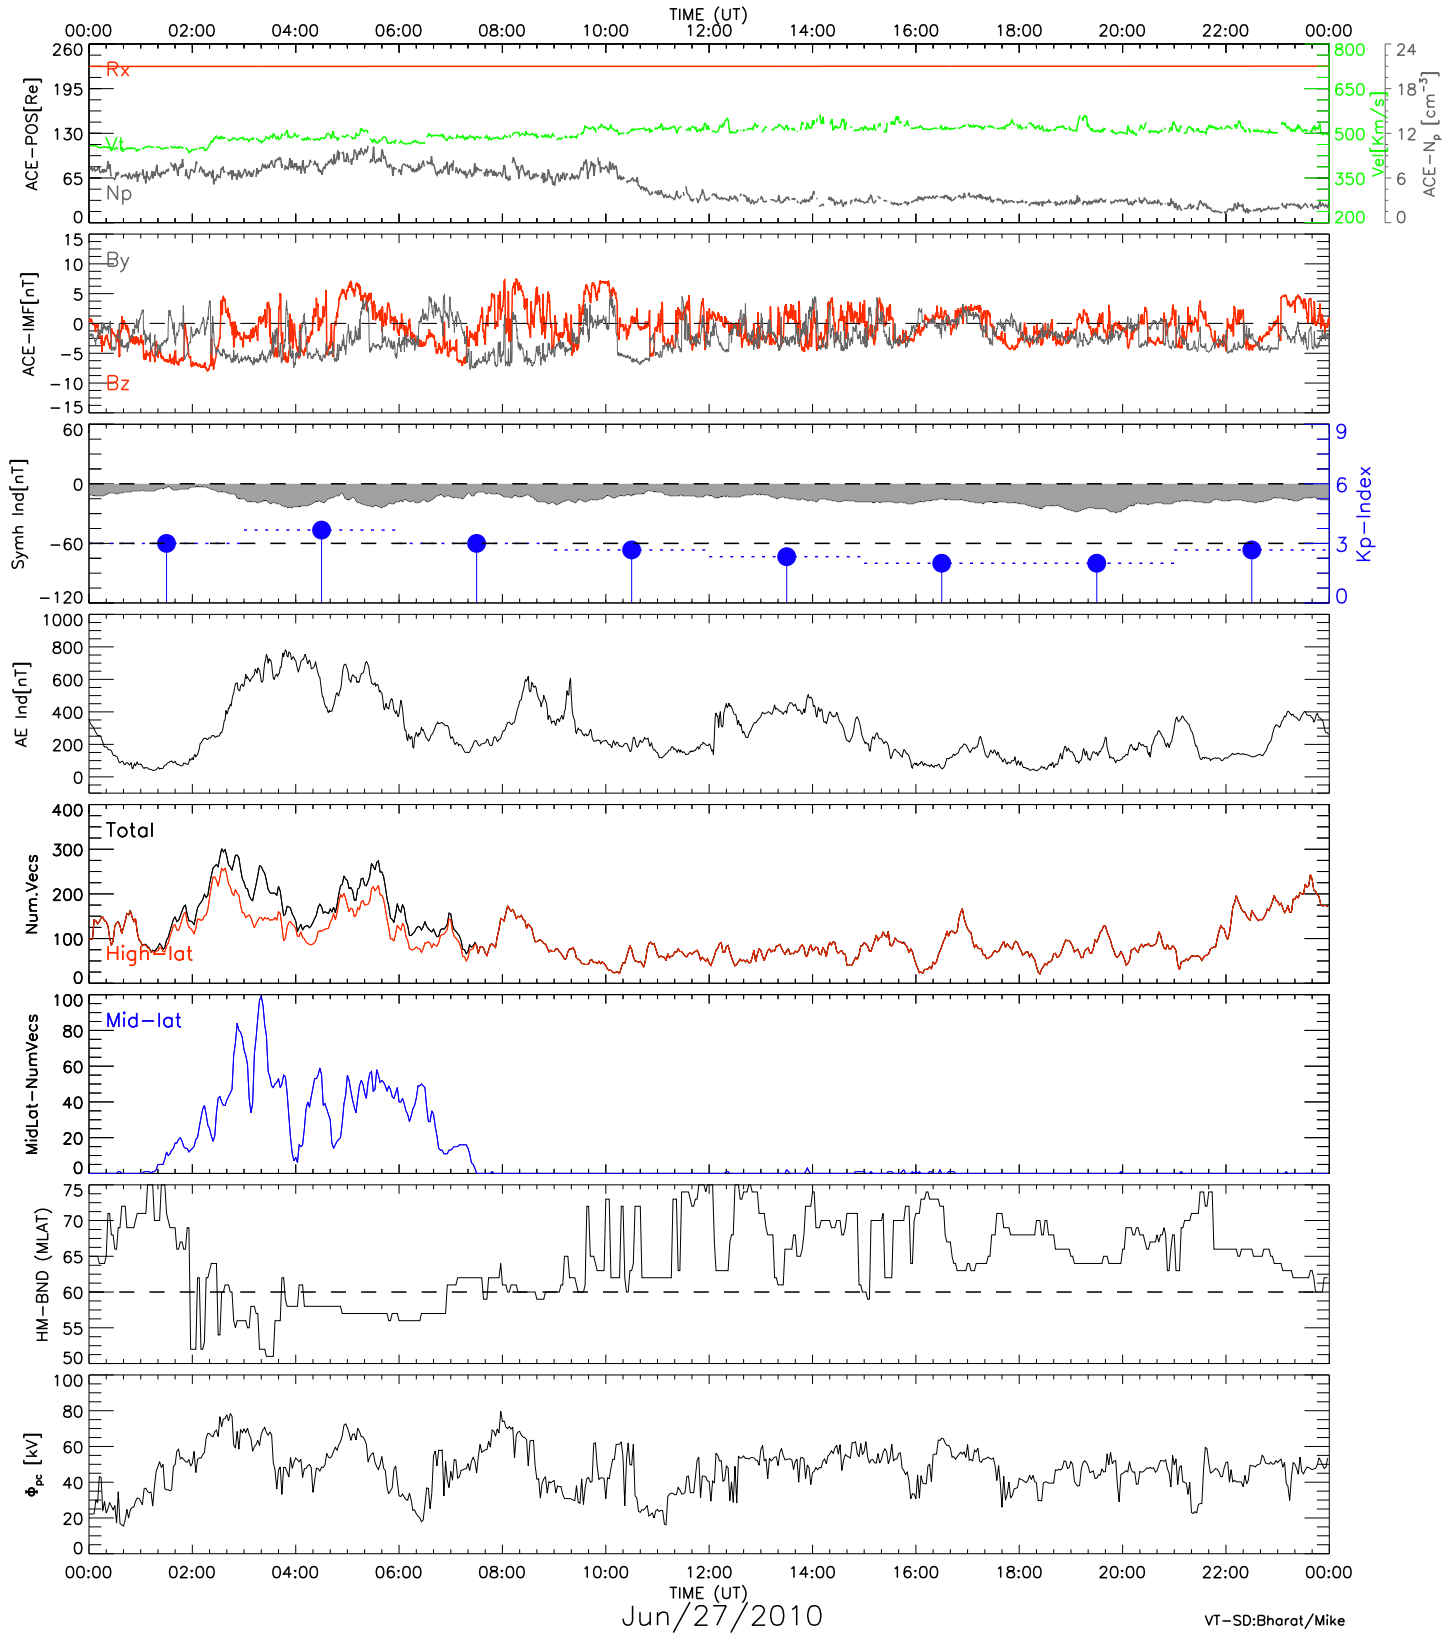 TIME (UT)
00:00 02:00 04:00 06:00 08:00 10:00 12:00 14:00 16:00 18:00 20:00 22:00 00:00
ACE-POS[Re]
260
195
130
65
0
Rx
Vt
Np
800
650
500
350
200
Vel[Km/s]
24
18
12
6
0
ACE-Np [cm-3]
ACE-IMF[nT]
15
10
5
0
-5
-10
-15
By
Bz
Symh Ind[nT]
60
0
-60
-120
9
6
3
0
Kp-Index
AE Ind[nT]
1000
800
600
400
200
0
Num.Vecs
400
300
200
100
0
Total
High-lat
MidLat-NumVecs
100
80
60
40
20
0
Mid-lat
HM-BND (MLAT)
75
70
65
60
55
50
Φpc [kV]
100
80
60
40
20
0
00:00 02:00 04:00 06:00 08:00 10:00 12:00 14:00 16:00 18:00 20:00 22:00 00:00
TIME (UT)
Jun/27/2010
VT-SD:Bharat/Mike